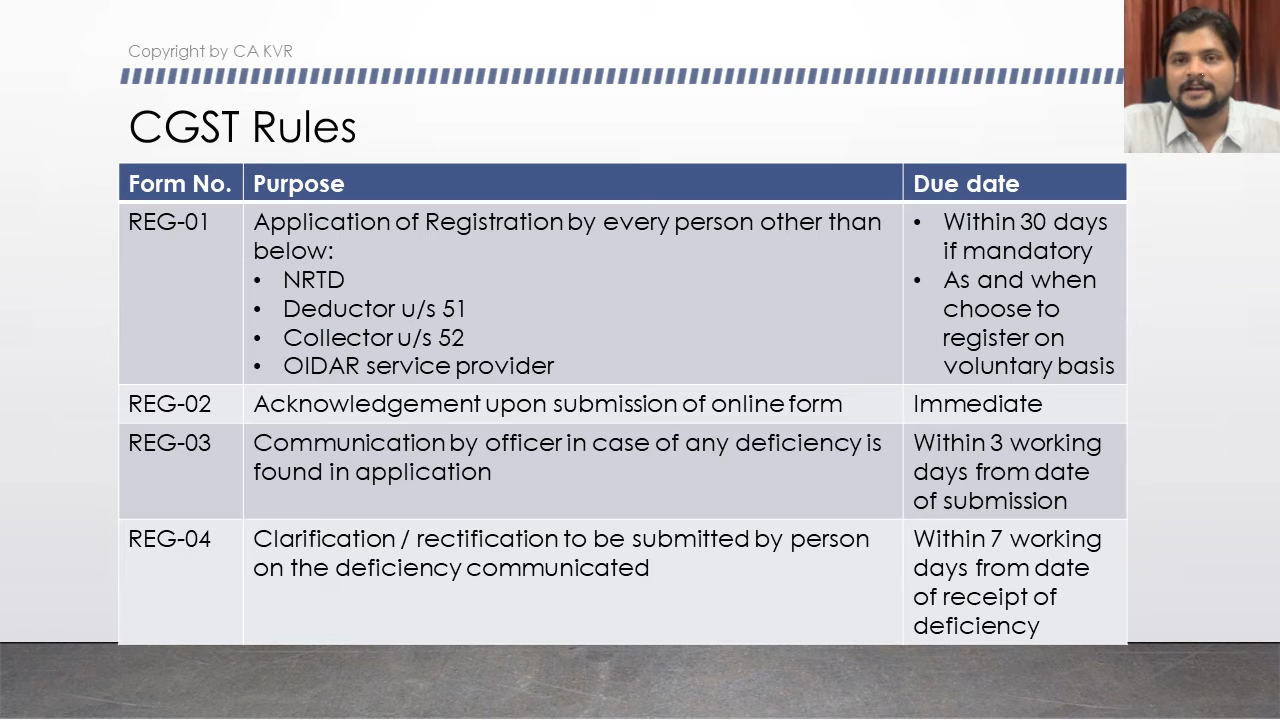 Copyright by CA KVR
CGST Rules
Form No. Purpose Due date
REG-01 Application of Registration by every person other than
below:
• NRTD
• Deductor u/s 51
• Collector u/s 52
• OIDAR service provider
• Within 30 days
if mandatory
• As and when
choose to
register on
voluntary basis
REG-02 Acknowledgement upon submission of online form Immediate
REG-03 Communication by officer in case of any deficiency is
found in application
Within 3 working
days from date
of submission
REG-04 Clarification / rectification to be submitted by person
on the deficiency communicated
Within 7 working
days from date
of receipt of
deficiency